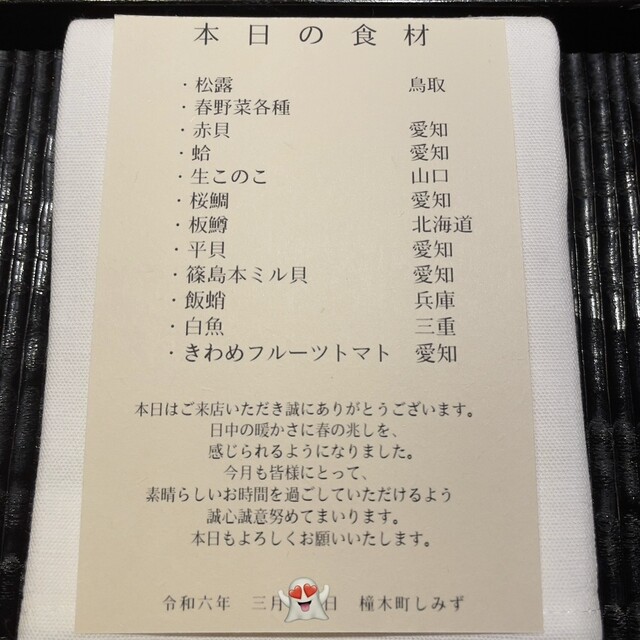 本日の食材
・松露 鳥取
・春野菜各種
・赤貝 愛知
・蛤 愛知
・生このこ 山口
・桜鯛 愛知
・板鱒 北海道
・平貝 愛知
・篠島本ミル貝 愛知
・飯蛸 兵庫
・白魚 三重
・きわめフルーツトマト 愛知
本日はご来店いただき誠にありがとうございます。
日中の暖かさに春の兆しを、
感じられるようになりました。
今月も皆様にとって、
素晴らしいお時間を過ごしていただけるよう
誠心誠意努めてまいります。
本日もよろしくお願いいたします。
令和六年 三月 日 橦木町しみず